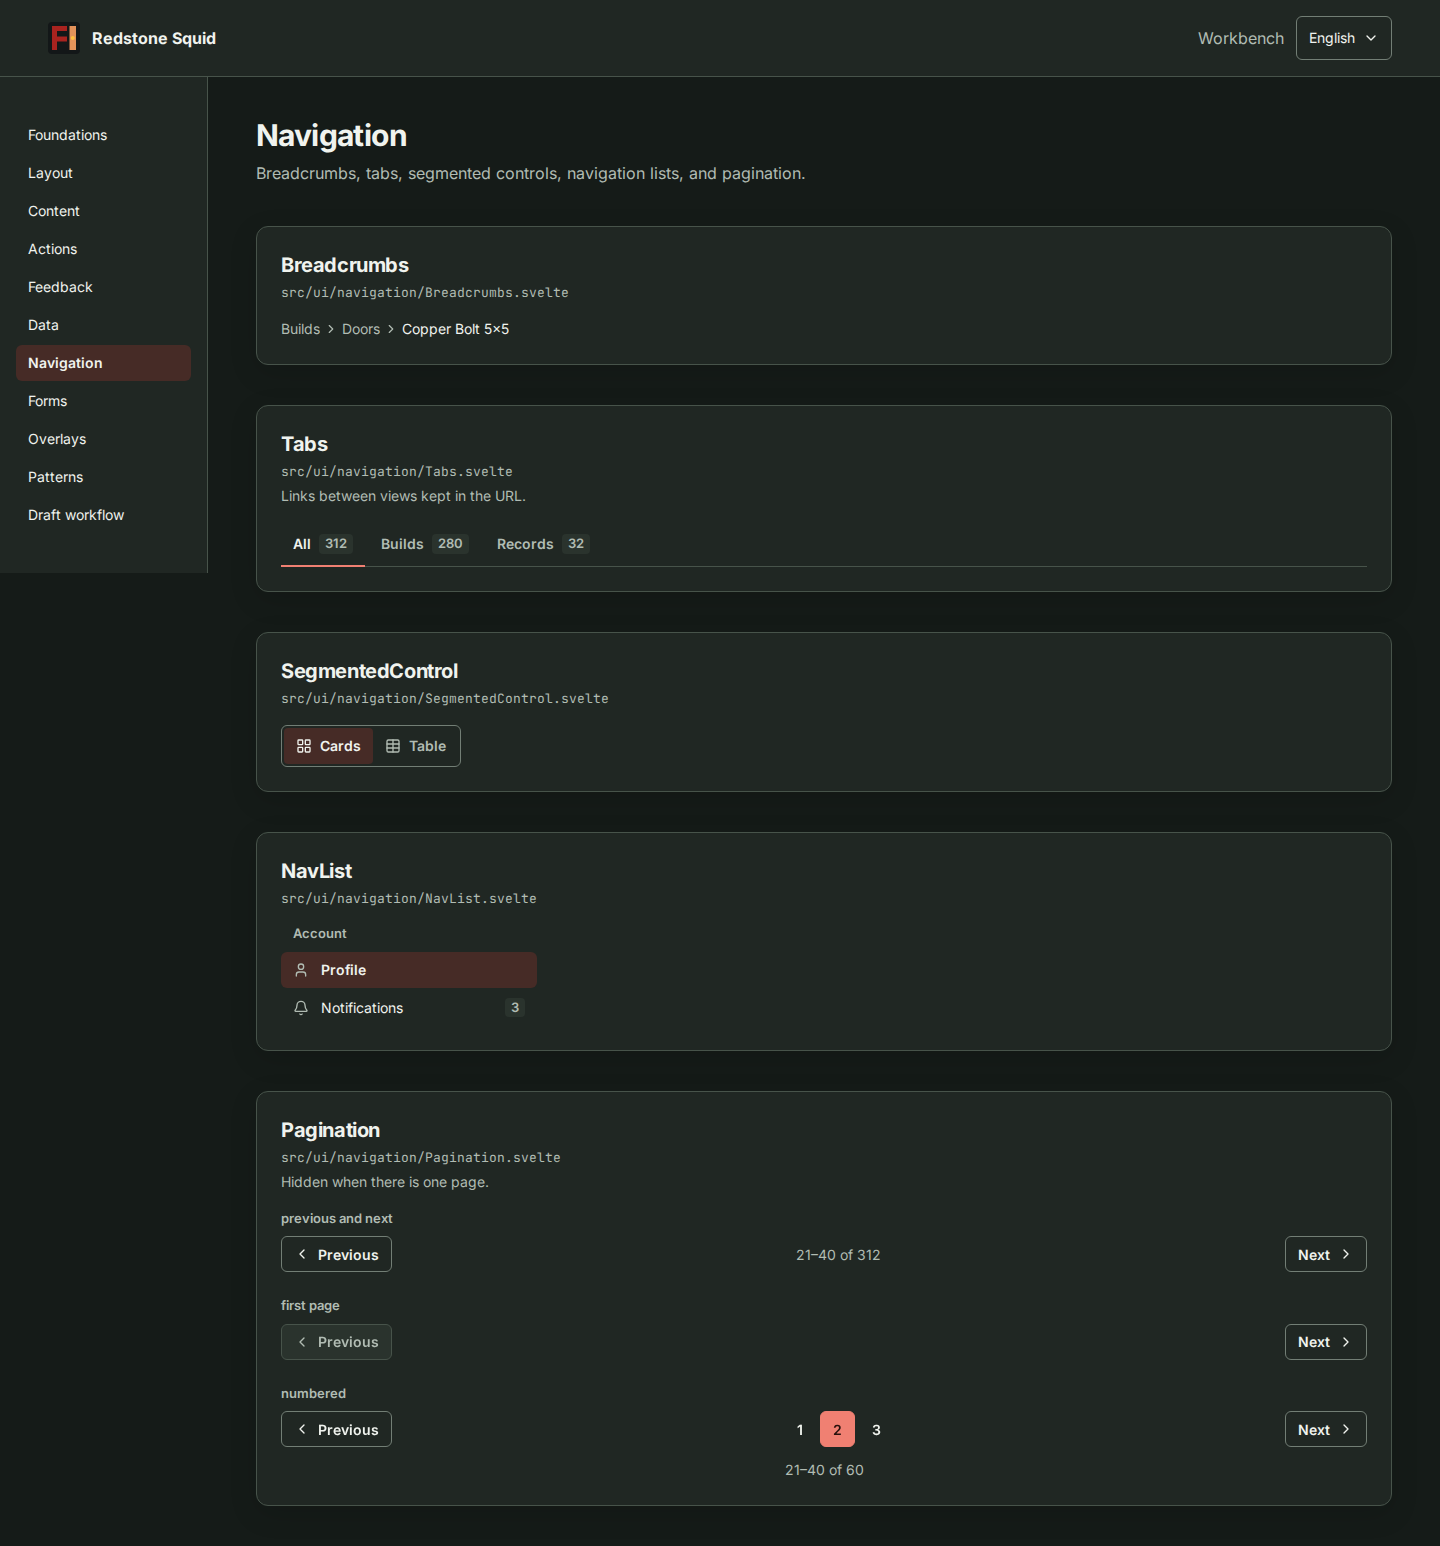 Redstone Squid
Workbench
English
Foundations
Layout
Content
Actions
Feedback
Data
Navigation
Forms
Overlays
Patterns
Draft workflow
Navigation
Breadcrumbs, tabs, segmented controls, navigation lists, and pagination.
Breadcrumbs
src/ui/navigation/Breadcrumbs.svelte
Builds > Doors > Copper Bolt 5×5
Tabs
src/ui/navigation/Tabs.svelte
Links between views kept in the URL.
All 312 Builds 280 Records 32
SegmentedControl
src/ui/navigation/SegmentedControl.svelte
Cards Table
NavList
src/ui/navigation/NavList.svelte
Account
Profile
Notifications 3
Pagination
src/ui/navigation/Pagination.svelte
Hidden when there is one page.
previous and next
Previous 21–40 of 312 Next
first page
Previous Next
numbered
Previous 1 2 3 Next
21–40 of 60